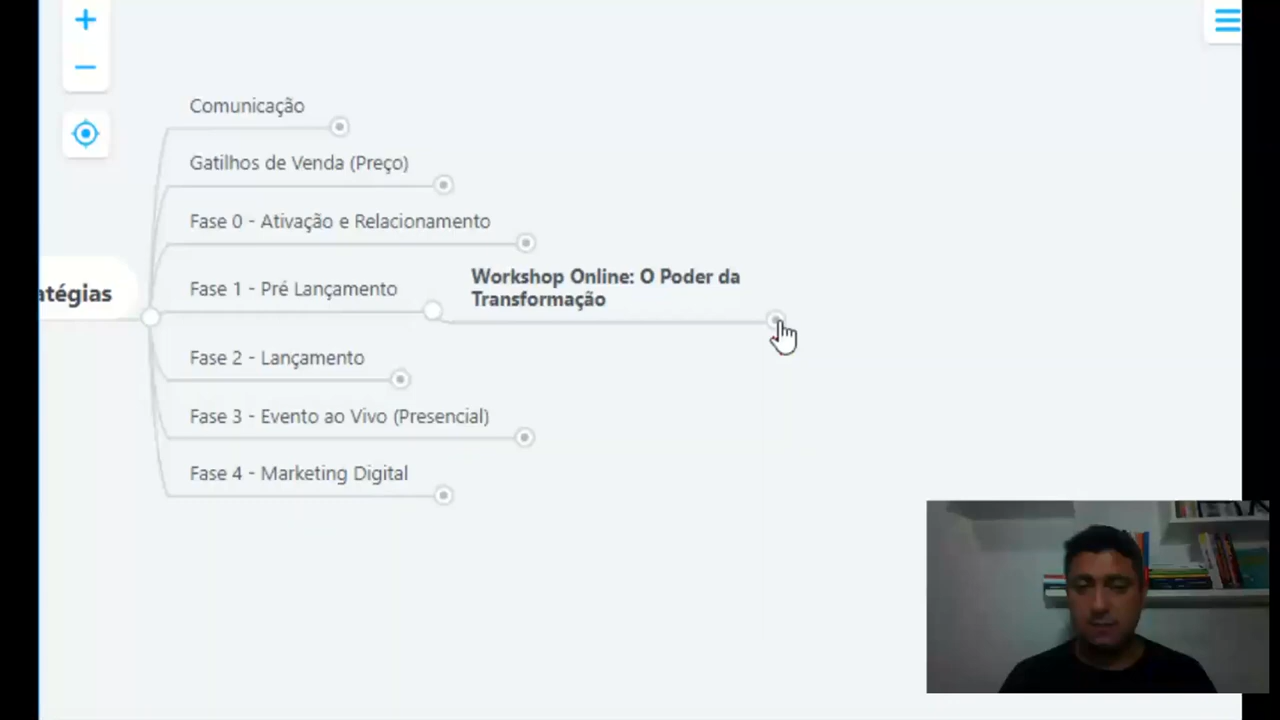 Comunicação
Gatilhos de Venda (Preço)
Fase 0 - Ativação e Relacionamento
Workshop Online: O Poder da
Transformação
Fase 1 - Pré Lançamento
atégias
Fase 2 - Lançamento
Fase 3 - Evento ao Vivo (Presencial)
Fase 4 - Marketing Digital